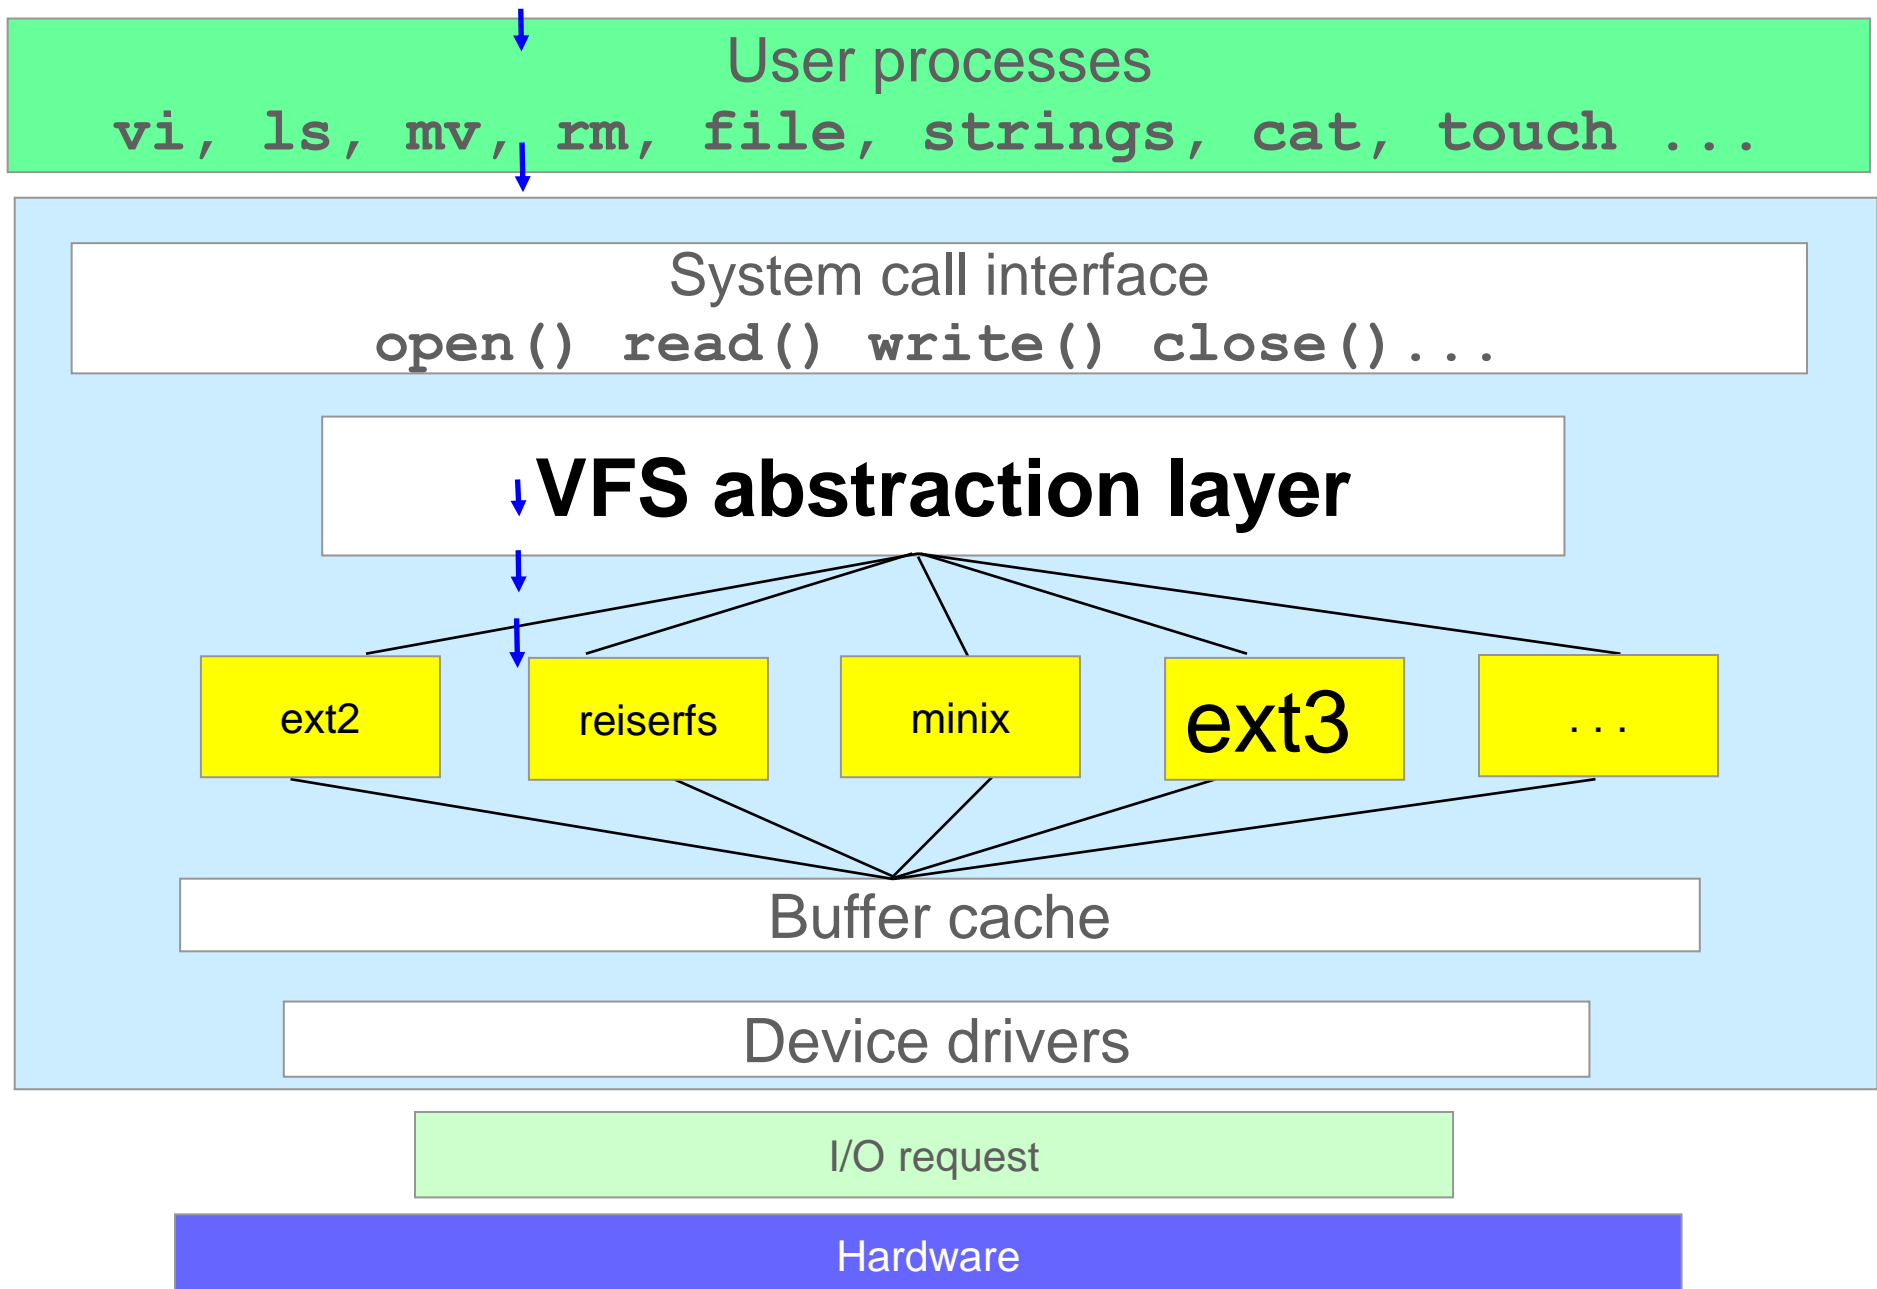 User processes
vi, ls, mv, rm, file, strings, cat, touch ...
System call interface
open() read() write() close()...
VFS abstraction layer
ext2 reiserfs minix ext3 . . .
Buffer cache
Device drivers
I/O request
Hardware